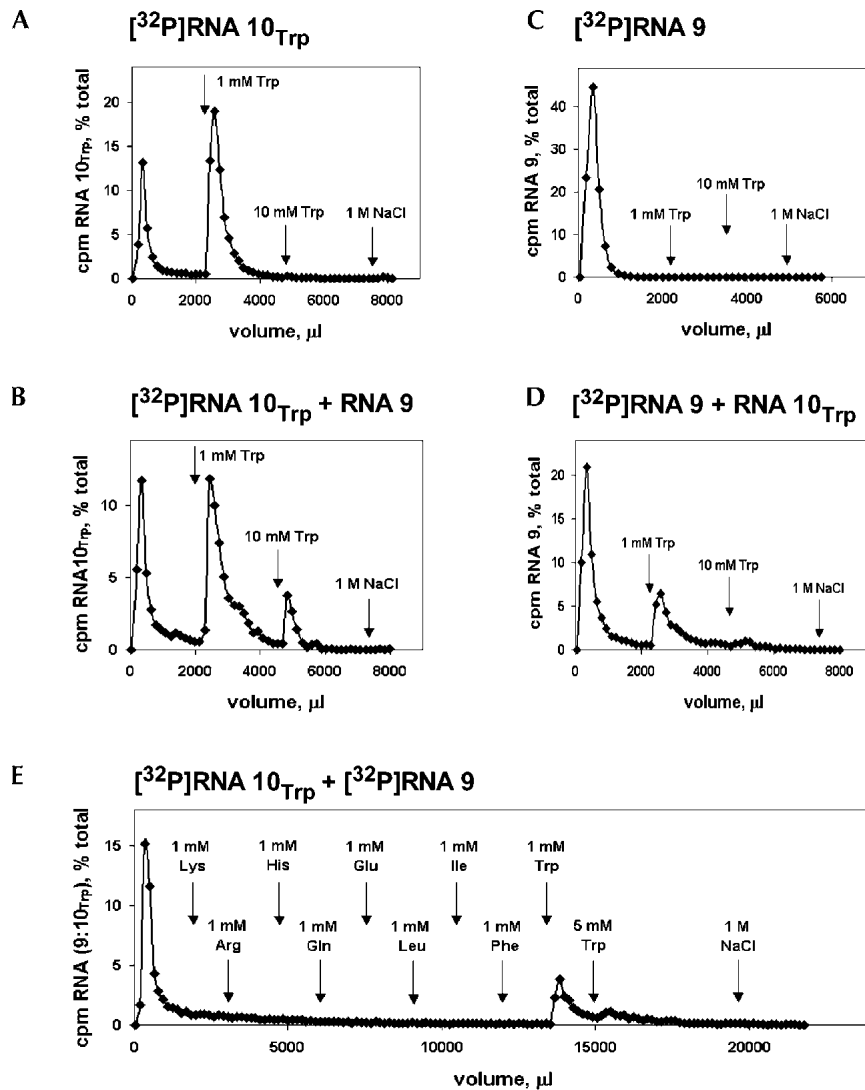 A
[32P]RNA 10Trp
cpm RNA 10Trp, % total
20
15
10
5
0
1 mM Trp
10 mM Trp
1 M NaCl
0 2000 4000 6000 8000
volume, µl
C
[32P]RNA 9
cpm RNA 9, % total
40
30
20
10
0
10 mM Trp
1 mM Trp
1 M NaCl
0 2000 4000 6000
volume, µl
B
[32P]RNA 10Trp + RNA 9
cpm RNA10Trp, % total
10
5
0
1 mM Trp
10 mM Trp
1 M NaCl
0 2000 4000 6000 8000
volume, µl
D
[32P]RNA 9 + RNA 10Trp
cpm RNA 9, % total
25
20
15
10
5
0
1 mM Trp
10 mM Trp
1 M NaCl
0 2000 4000 6000 8000
volume, µl
E
[32P]RNA 10Trp + [32P]RNA 9
cpm RNA (9:10Trp), % total
15
10
5
0
1 mM
Lys
1 mM
His
1 mM
Glu
1 mM
Ile
1 mM
Trp
1 mM
Arg
1 mM
Gln
1 mM
Leu
1 mM
Phe
5 mM
Trp
1 M
NaCl
0 5000 10000 15000 20000
volume, µl